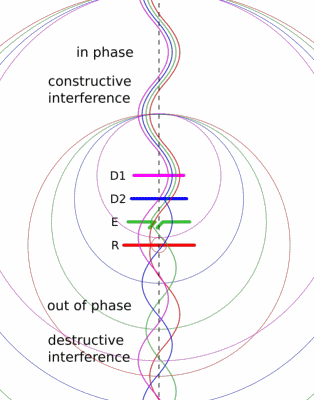 in phase
constructive
interference
D1
D2
E
R
out of phase
destructive
interference